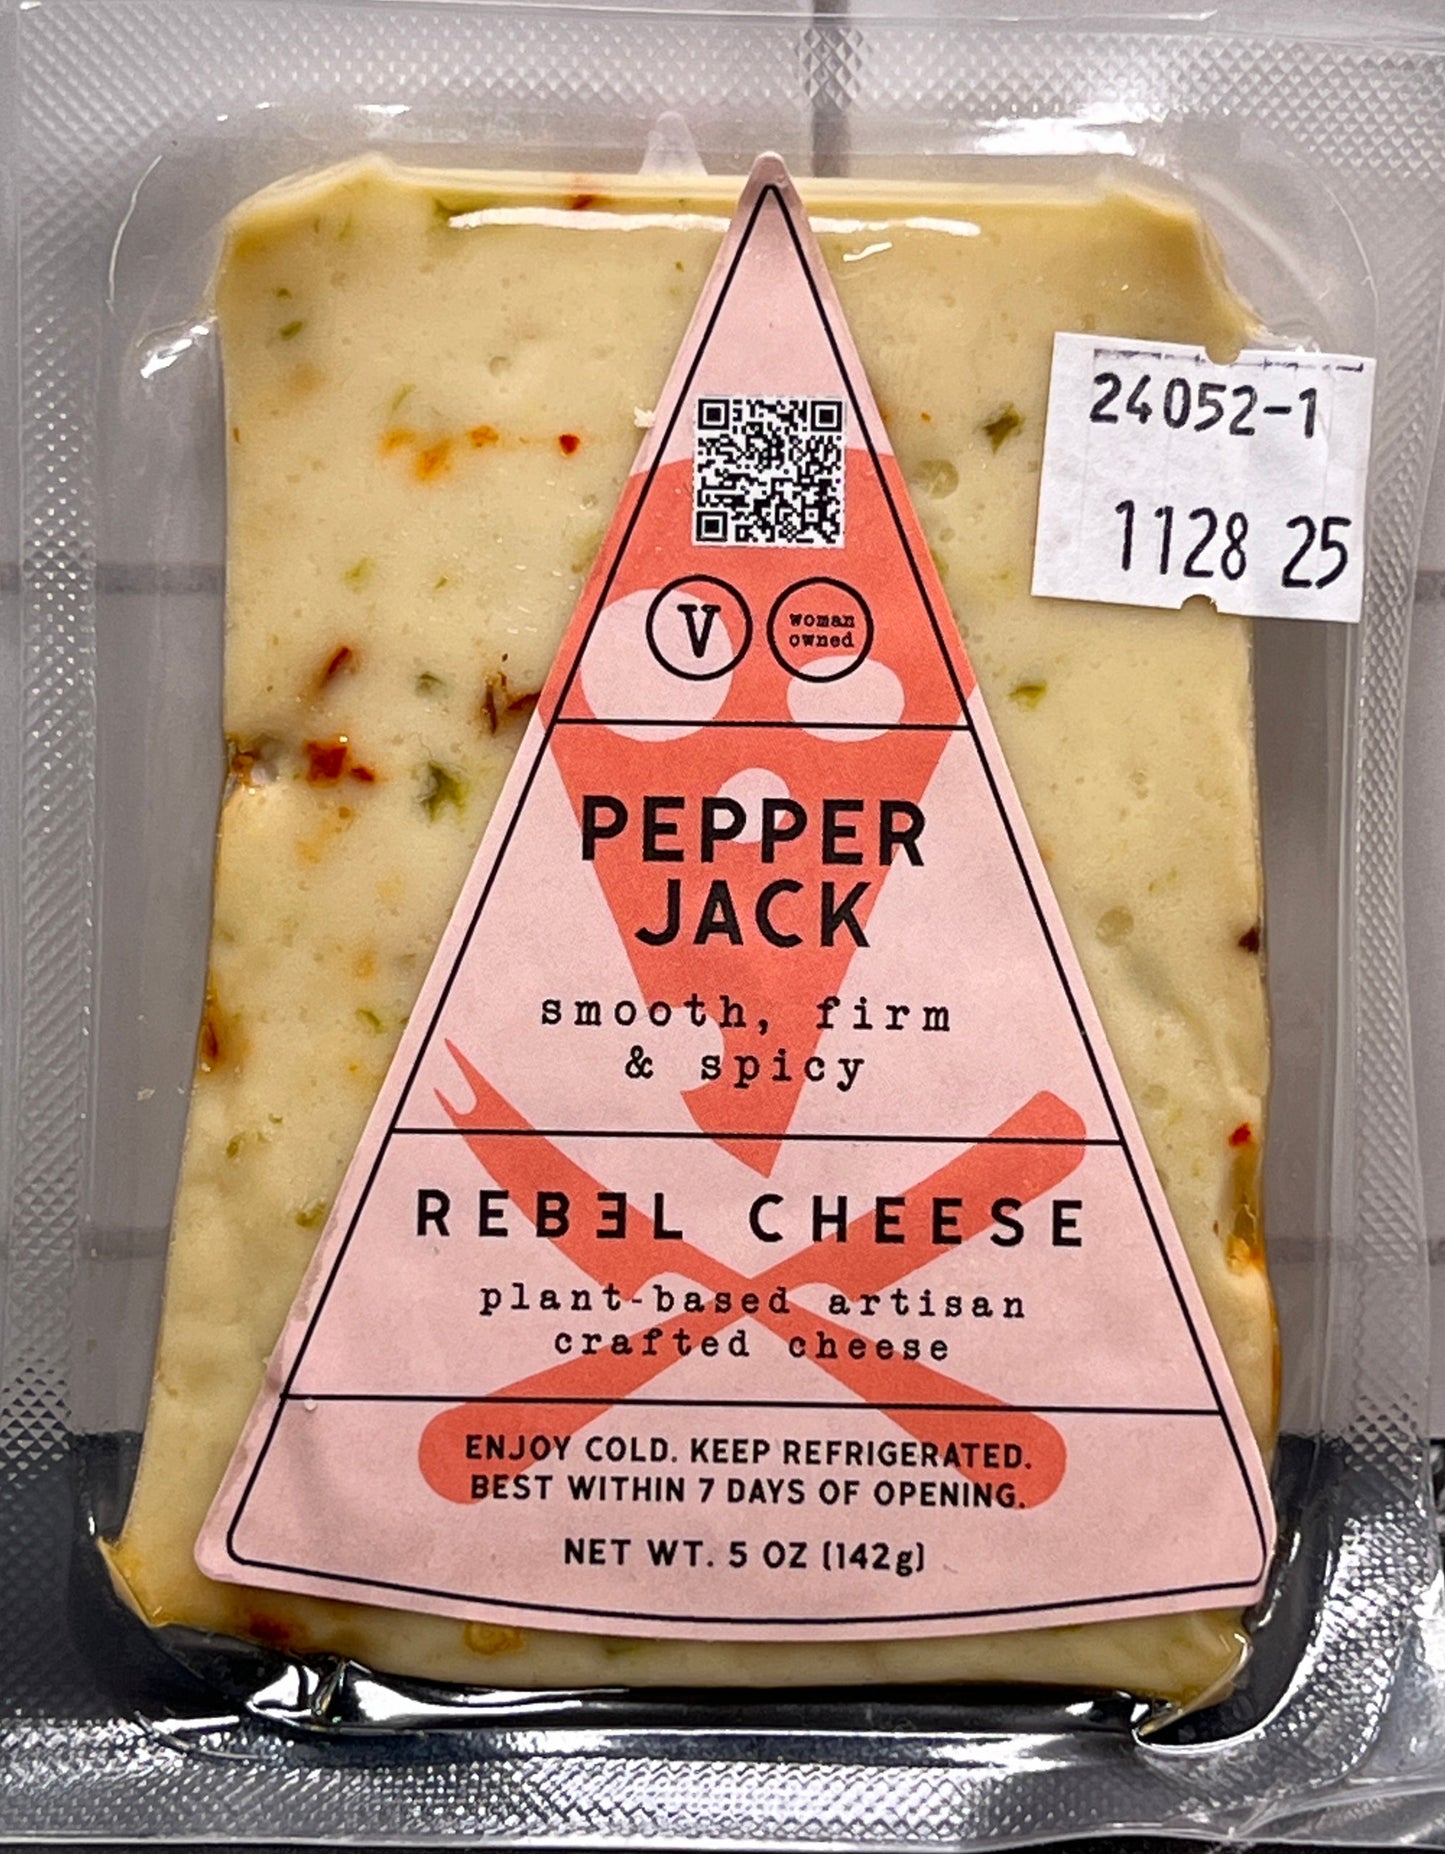 24052-1
1128 25
V
woman
owned
PEPPER
JACK
smooth, firm
& spicy
REBƎL CHEESE
plant-based artisan
crafted cheese
ENJOY COLD. KEEP REFRIGERATED.
BEST WITHIN 7 DAYS OF OPENING.
NET WT. 5 OZ (142g)